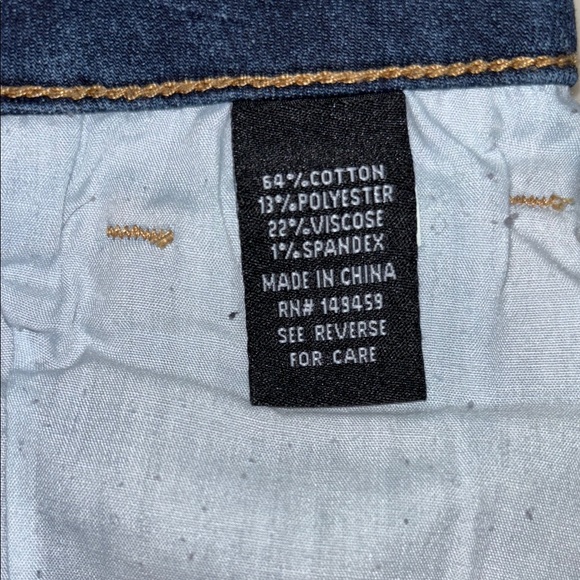 64%COTTON
13%POLYESTER
22%VISCOSE
1%SPANDEX
MADE IN CHINA
RN# 149459
SEE REVERSE
FOR CARE